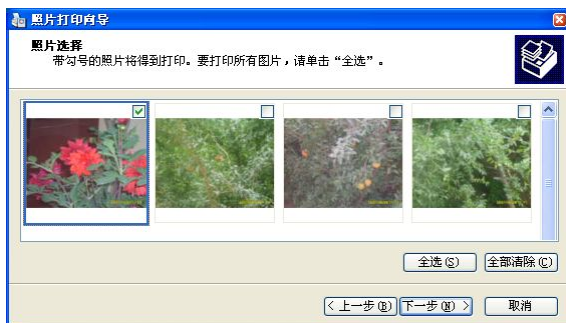 照片打印向导
照片选择
带勾号的照片将得到打印。要打印所有图片，请单击“全选”。
全选(S)
全部清除(C)
< 上一步(B)
下一步(N) >
取消